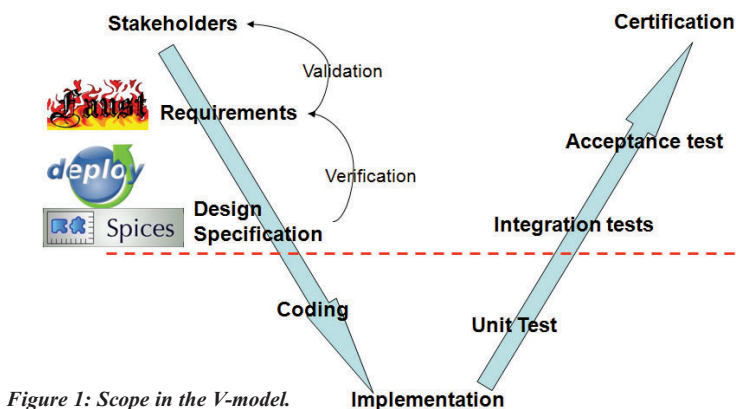 Stakeholders
Certification
Validation
Faust
Requirements
Acceptance test
deploy
Verification
Spices
Design
Specification
Integration tests
Coding
Unit Test
Figure 1: Scope in the V-model.
Implementation